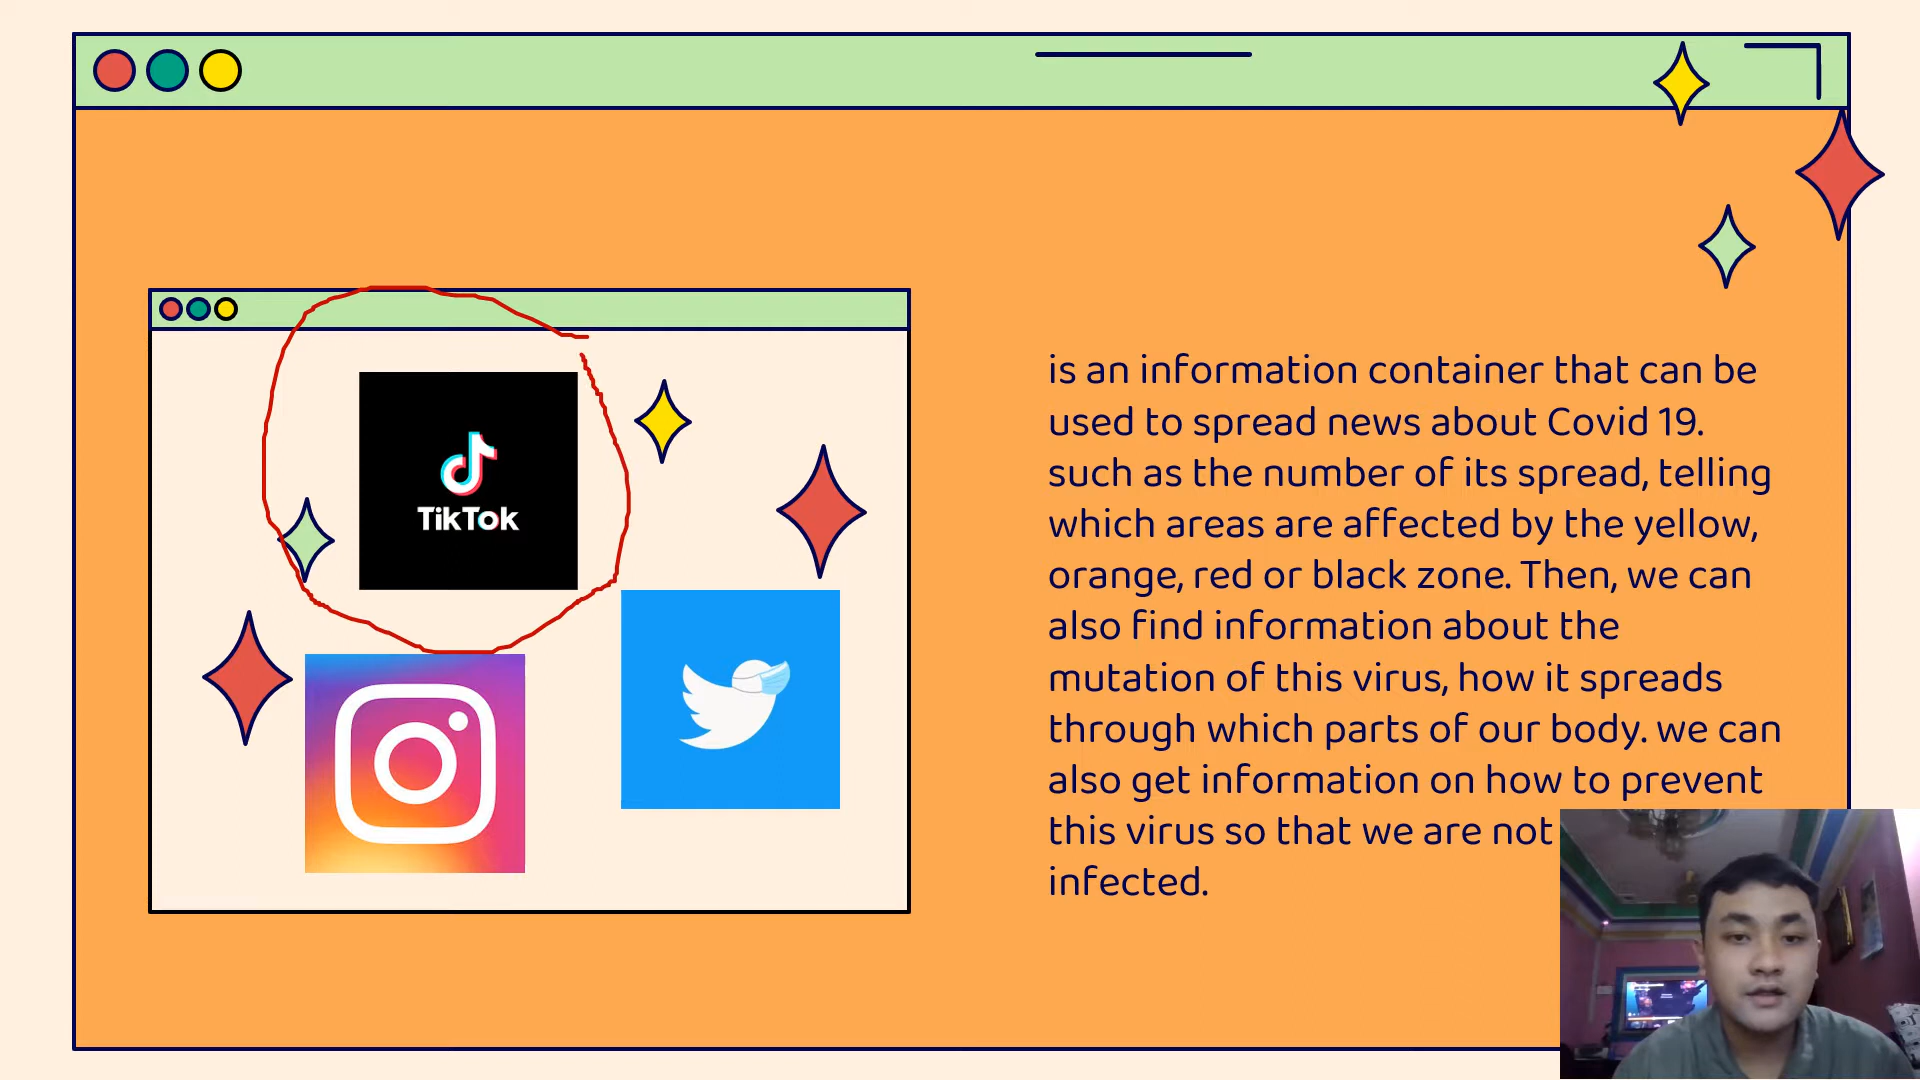 TikTok
is an information container that can be
used to spread news about Covid 19.
such as the number of its spread, telling
which areas are affected by the yellow,
orange, red or black zone. Then, we can
also find information about the
mutation of this virus, how it spreads
through which parts of our body. we can
also get information on how to prevent
this virus so that we are not
infected.